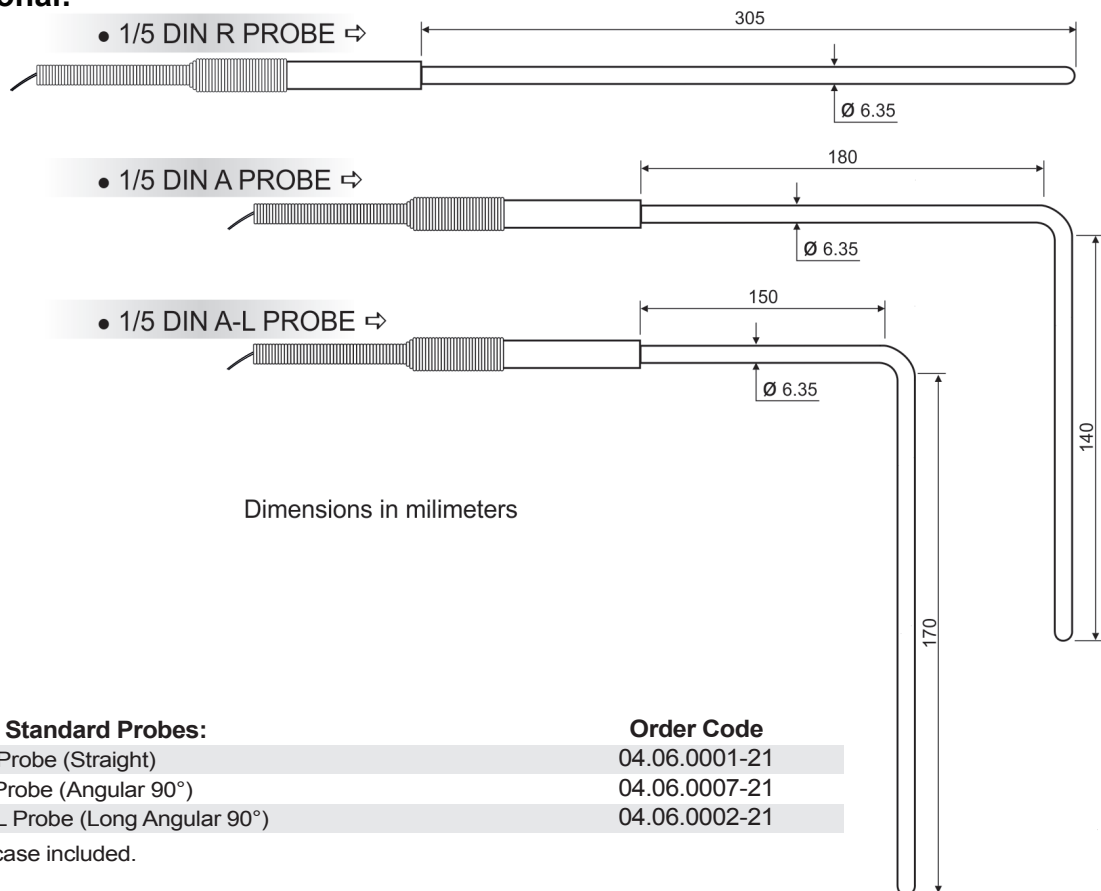 onal:
● 1/5 DIN R PROBE ⇨
305
Ø 6.35
● 1/5 DIN A PROBE ⇨
180
Ø 6.35
140
● 1/5 DIN A-L PROBE ⇨
150
Ø 6.35
170
Dimensions in milimeters
Standard Probes: Order Code
Probe (Straight) 04.06.0001-21
Probe (Angular 90°) 04.06.0007-21
L Probe (Long Angular 90°) 04.06.0002-21
case included.